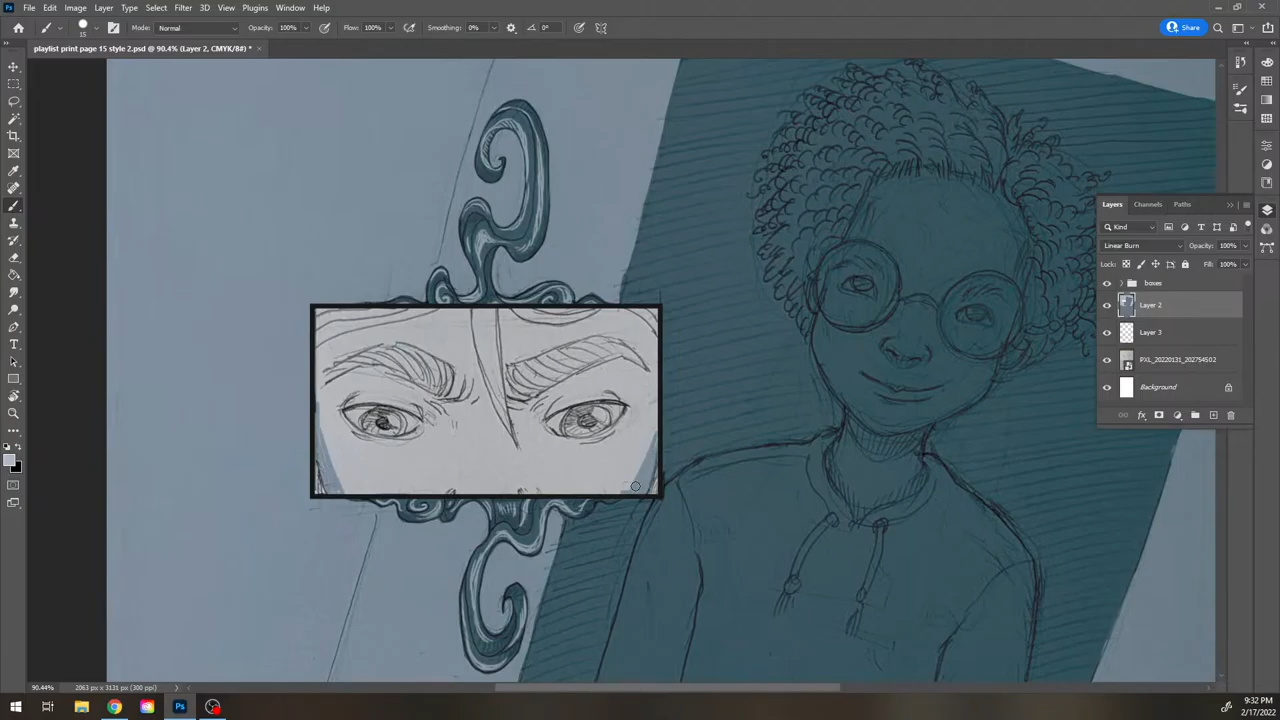 File Edit Image Layer Type Select Filter 3D View Plugins Window Help
15 Mode: Normal Opacity: 100% Flow: 100% Smoothing: 0% 0° Share
playlist print page 15 style 2.psd @ 90.4% (Layer 2, CMYK/8#) * ×
Layers Channels Paths
Kind
Linear Burn Opacity: 100%
Lock: Fill: 100%
boxes
Layer 2
Layer 3
PXL_20220131_202754502
Background
90.44% 2063 px x 3131 px (300 ppi)
9:32 PM
2/17/2022